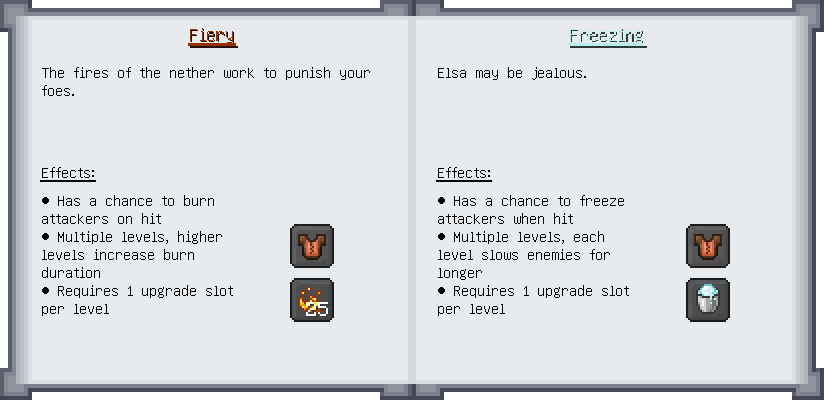 Fiery
The fires of the nether work to punish your
foes.
Effects:
● Has a chance to burn
attackers on hit
● Multiple levels, higher
levels increase burn
duration
● Requires 1 upgrade slot
per level
25
Freezing
Elsa may be jealous.
Effects:
● Has a chance to freeze
attackers when hit
● Multiple levels, each
level slows enemies for
longer
● Requires 1 upgrade slot
per level